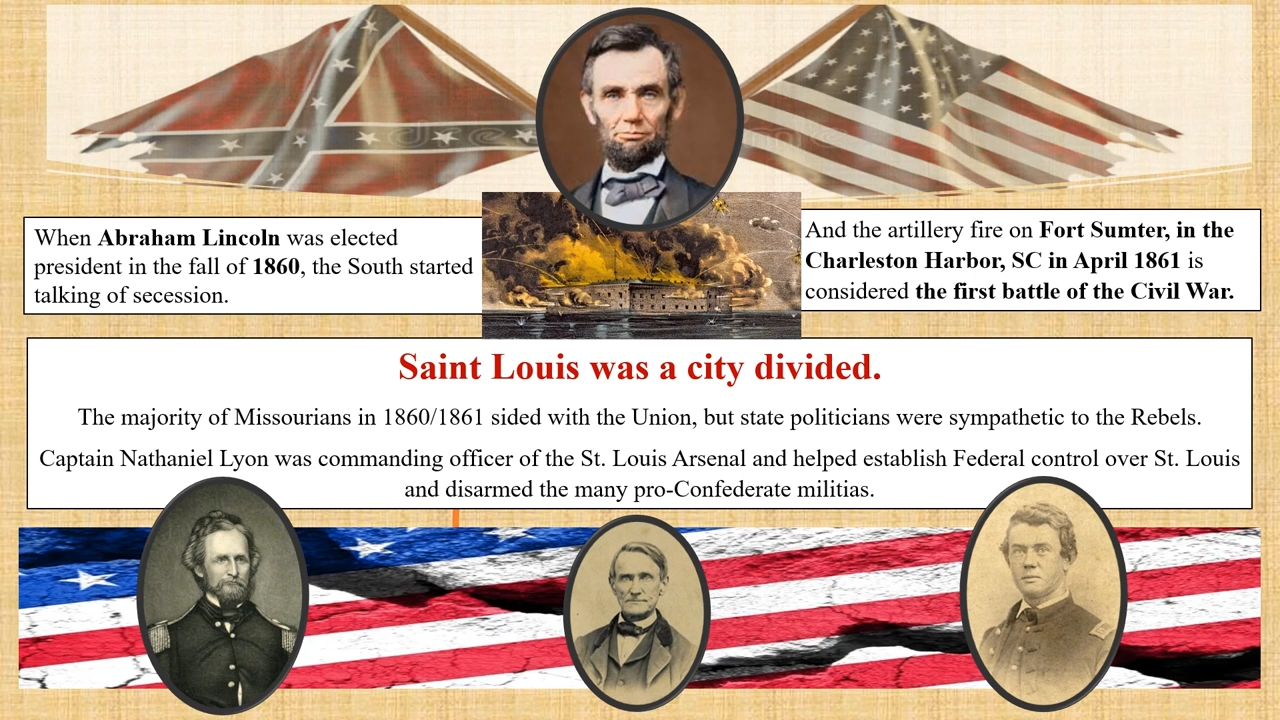 When Abraham Lincoln was elected
president in the fall of 1860, the South started
talking of secession.
And the artillery fire on Fort Sumter, in the
Charleston Harbor, SC in April 1861 is
considered the first battle of the Civil War.
Saint Louis was a city divided.
The majority of Missourians in 1860/1861 sided with the Union, but state politicians were sympathetic to the Rebels.
Captain Nathaniel Lyon was commanding officer of the St. Louis Arsenal and helped establish Federal control over St. Louis
and disarmed the many pro-Confederate militias.